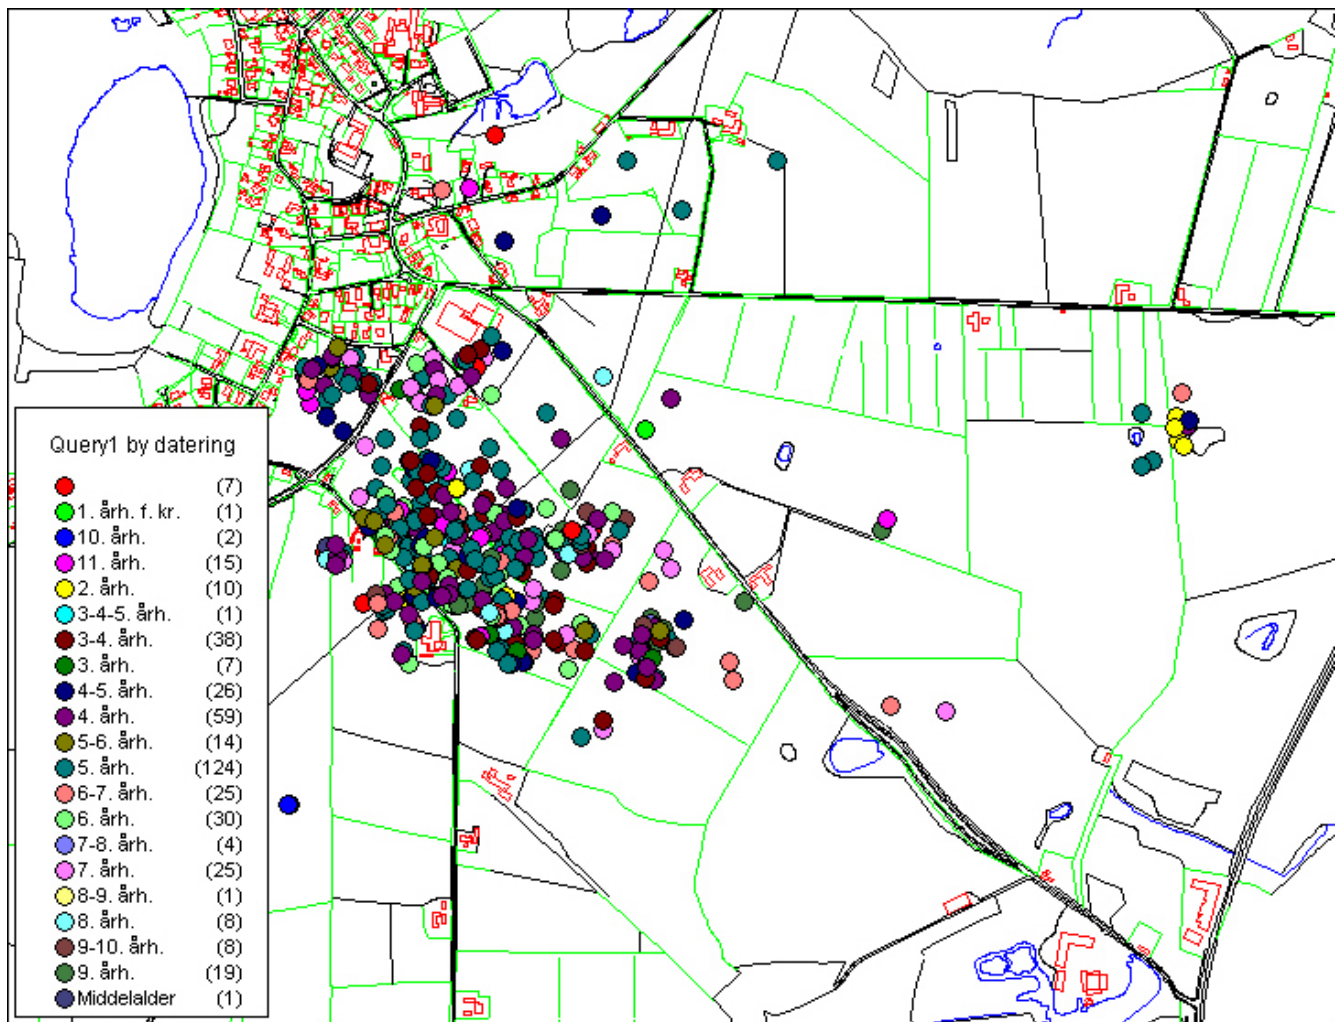 Query1 by datering
(7)
1. årh. f. kr. (1)
10. årh. (2)
11. årh. (15)
2. årh. (10)
3-4-5. årh. (1)
3-4. årh. (38)
3. årh. (7)
4-5. årh. (26)
4. årh. (59)
5-6. årh. (14)
5. årh. (124)
6-7. årh. (25)
6. årh. (30)
7-8. årh. (4)
7. årh. (25)
8-9. årh. (1)
8. årh. (8)
9-10. årh. (8)
9. årh. (19)
Middelalder (1)